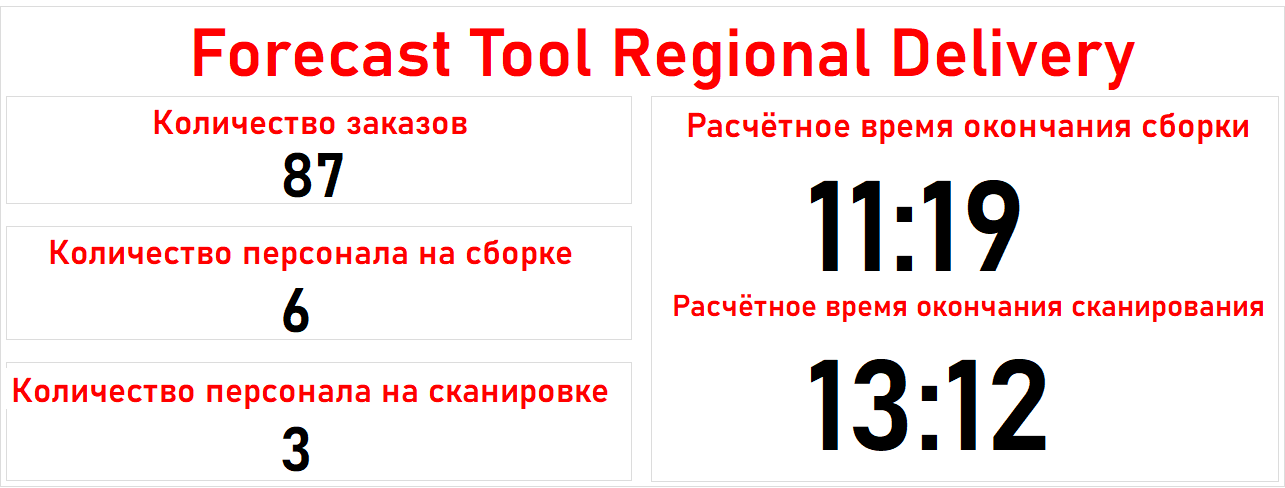 Forecast Tool Regional Delivery
Количество заказов
87
Количество персонала на сборке
6
Количество персонала на сканировке
3
Расчётное время окончания сборки
11:19
Расчётное время окончания сканирования
13:12